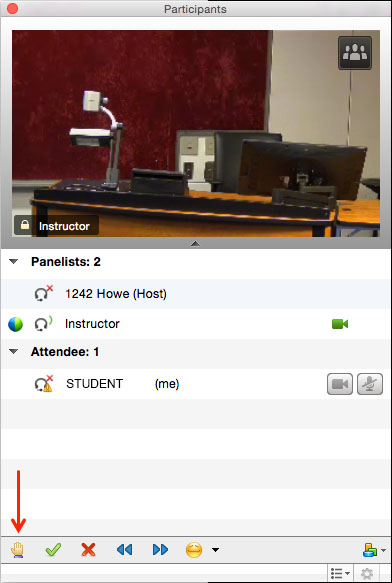 Participants
Instructor
Panelists: 2
1242 Howe (Host)
Instructor
Attendee: 1
STUDENT (me)